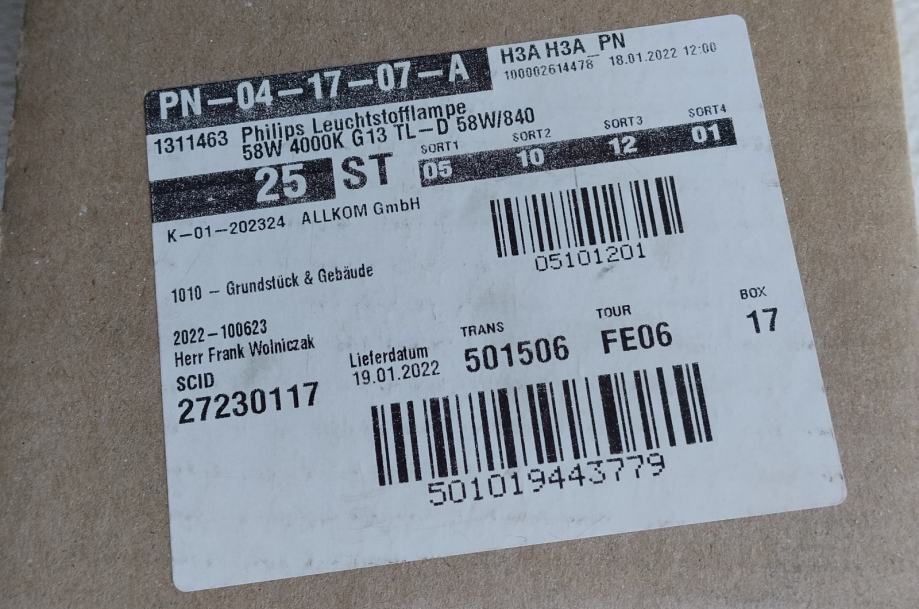 PN-04-17-07-A
H3A H3A_PN
100002614478 18.01.2022 12:00
1311463 Philips Leuchtstofflampe
58W 4000K G13 TL-D 58W/840
25 ST
SORT1 SORT2 SORT3 SORT4
05 10 12 01
K-01-202324 ALLKOM GmbH
05101201
1010 - Grundstück & Gebäude
2022-100623
Herr Frank Wolniczak
SCID
27230117
Lieferdatum
19.01.2022
TRANS
501506
TOUR
FE06
BOX
17
501019443779